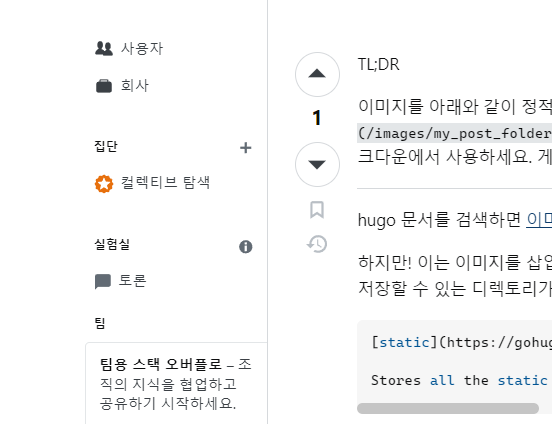 사용자
회사
집단
컬렉티브 탐색
실험실
토론
팀
팀용 스택 오버플로 – 조
직의 지식을 협업하고
공유하기 시작하세요.
1
TL;DR
이미지를 아래와 같이 정적
(/images/my_post_folder
크다운에서 사용하세요. 게
hugo 문서를 검색하면 이미
하지만! 이는 이미지를 삽입
저장할 수 있는 디렉토리가
[static](https://gohug
Stores all the static